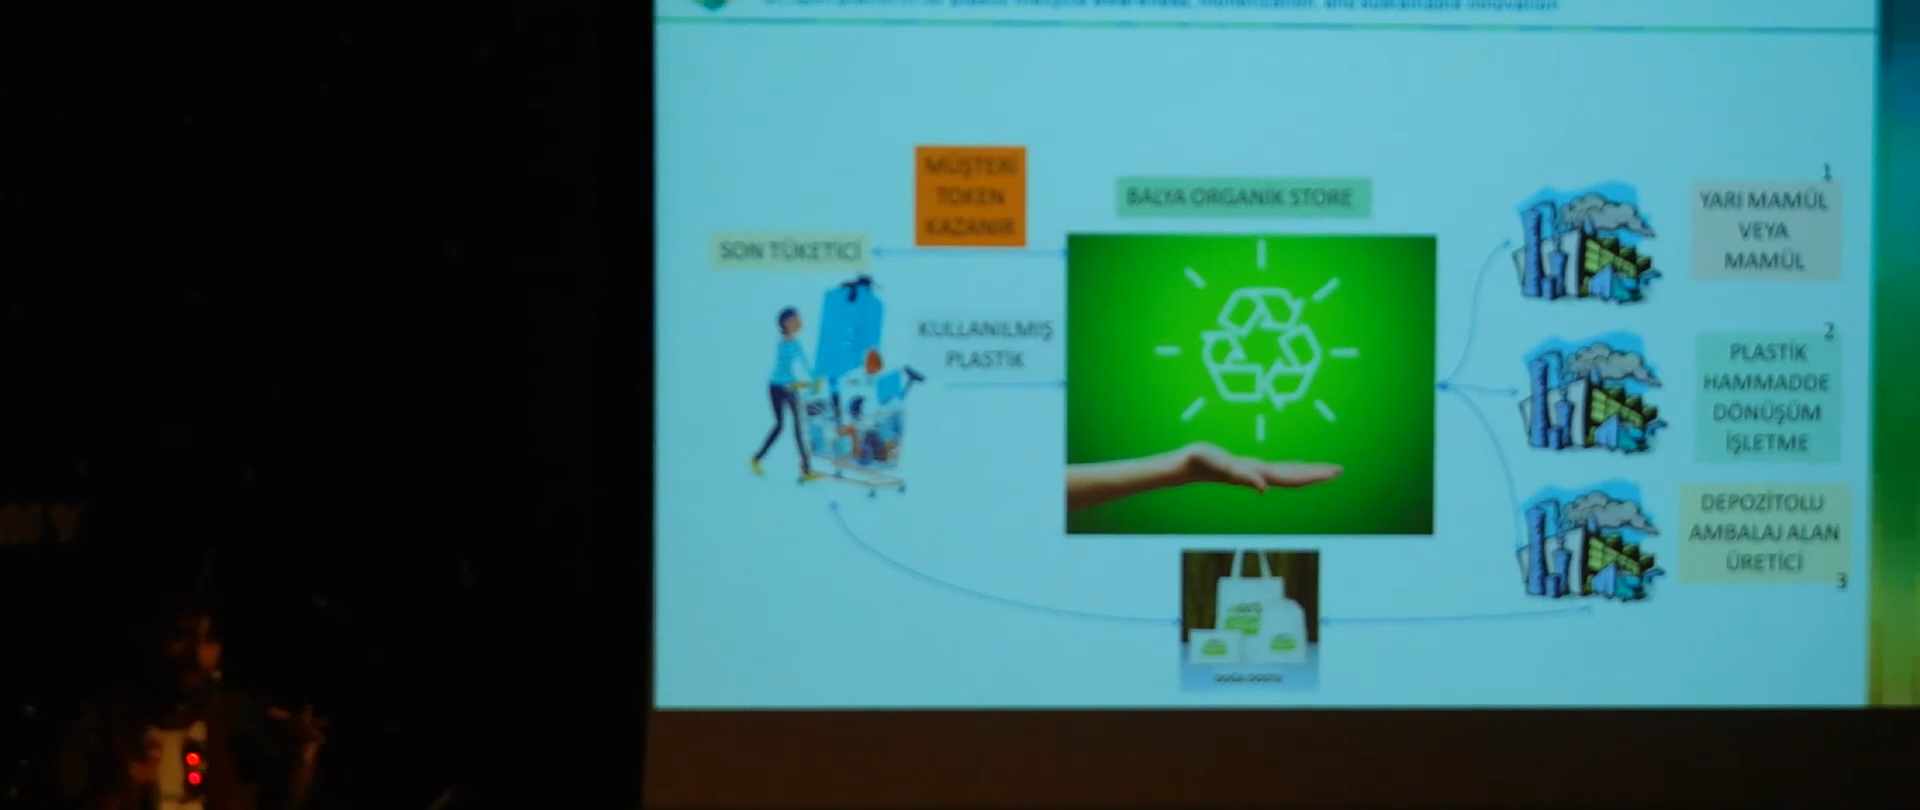 MÜŞTERİ
TOKEN
KAZANIR
BALYA ORGANİK STORE
SON TÜKETİCİ
KULLANILMIŞ
PLASTİK
1
YARI MAMÜL
VEYA
MAMÜL
2
PLASTİK
HAMMADDE
DÖNÜŞÜM
İŞLETME
DEPOZİTOLU
AMBALAJ ALAN
ÜRETİCİ
3